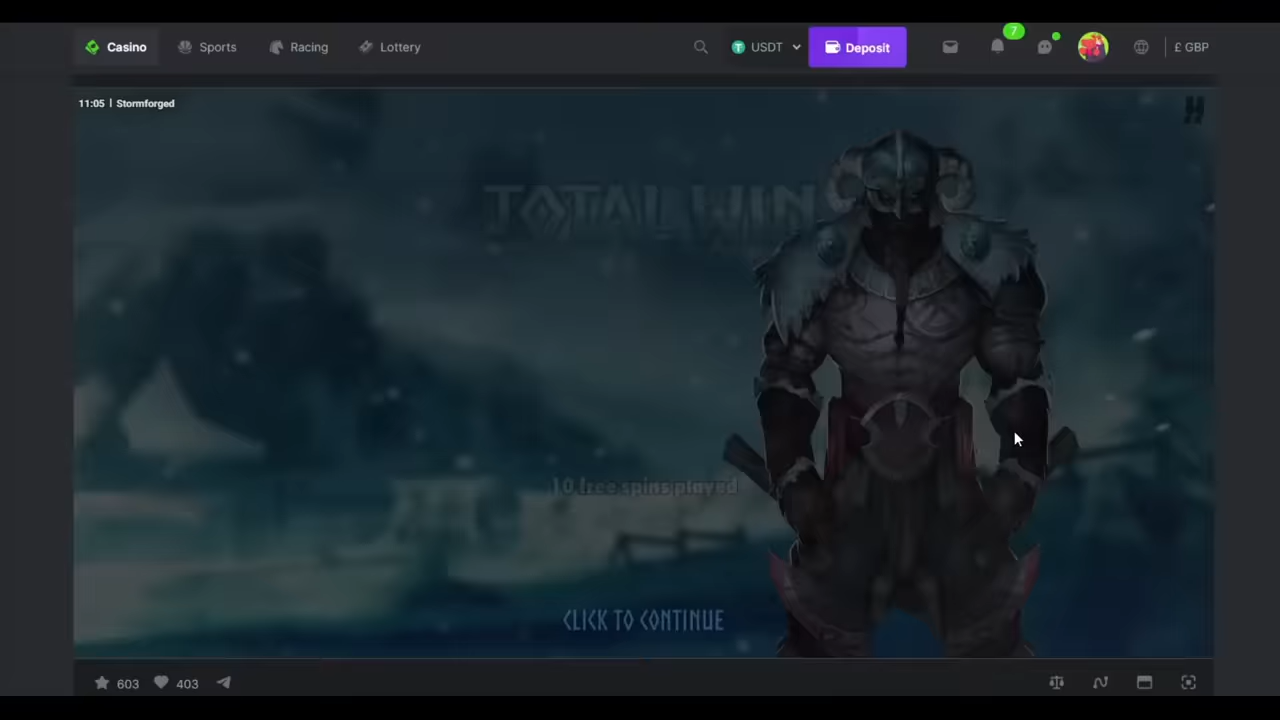 Casino
Sports
Racing
Lottery
USDT
Deposit
7
£ GBP
11:05 | Stormforged
TOTAL WIN
10 free spins played
CLICK TO CONTINUE
603
403